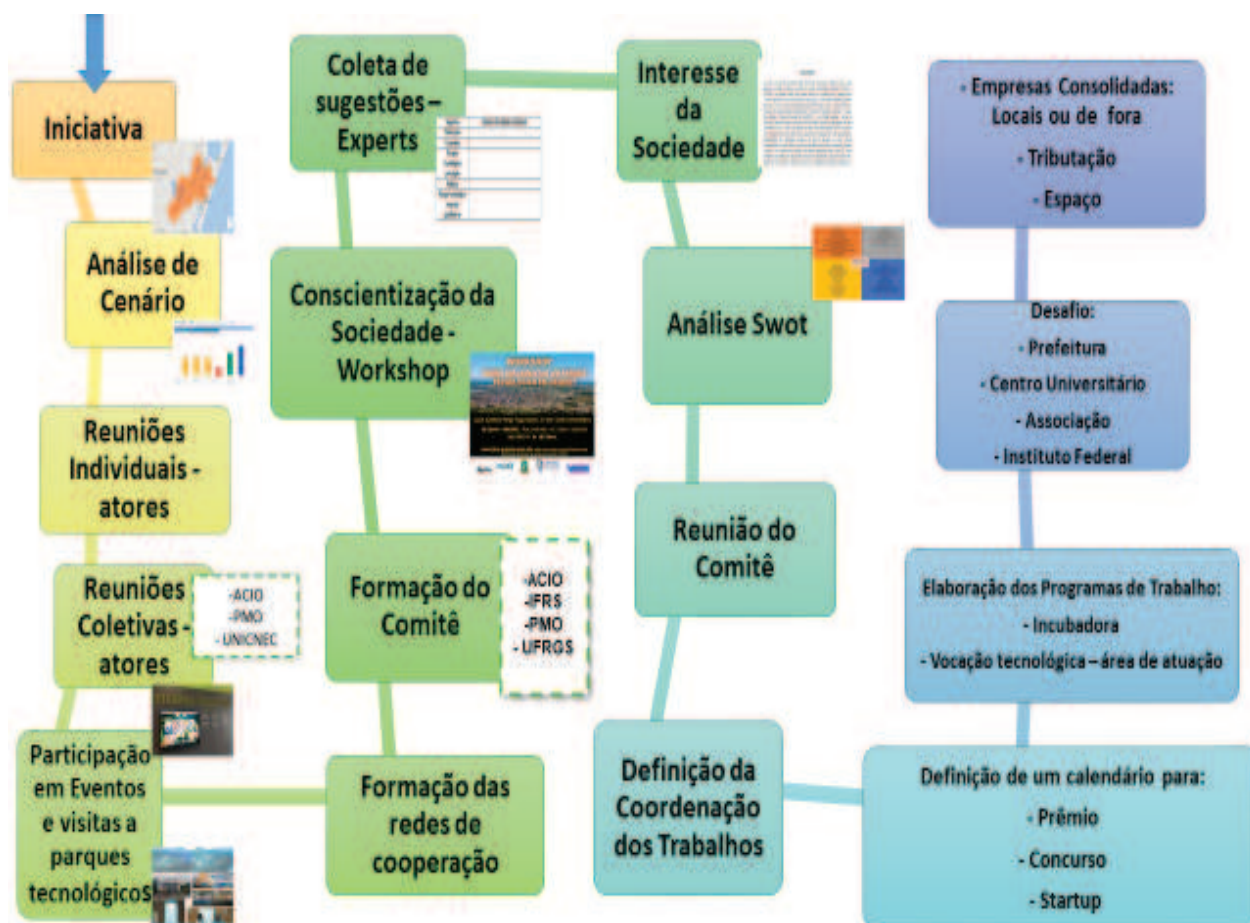 Iniciativa
Análise de
Cenário
Reuniões
Individuais -
atores
Reuniões
Coletivas -
atores
-ACIO
-PMO
- UNICNEC
Participação
em Eventos
e visitas a
parques
tecnológicos
Formação das
redes de
cooperação
Formação do
Comitê
-ACIO
-IFRS
-PMO
- UFRGS
Conscientização da
Sociedade -
Workshop
WORKSHOP
Coleta de
sugestões –
Experts
Interesse
da
Sociedade
Análise Swot
Reunião do
Comitê
Definição da
Coordenação
dos Trabalhos
Definição de um calendário para:
- Prêmio
- Concurso
- Startup
Elaboração dos Programas de Trabalho:
- Incubadora
- Vocação tecnológica – área de atuação
Desafio:
- Prefeitura
- Centro Universitário
- Associação
- Instituto Federal
- Empresas Consolidadas:
Locais ou de fora
- Tributação
- Espaço